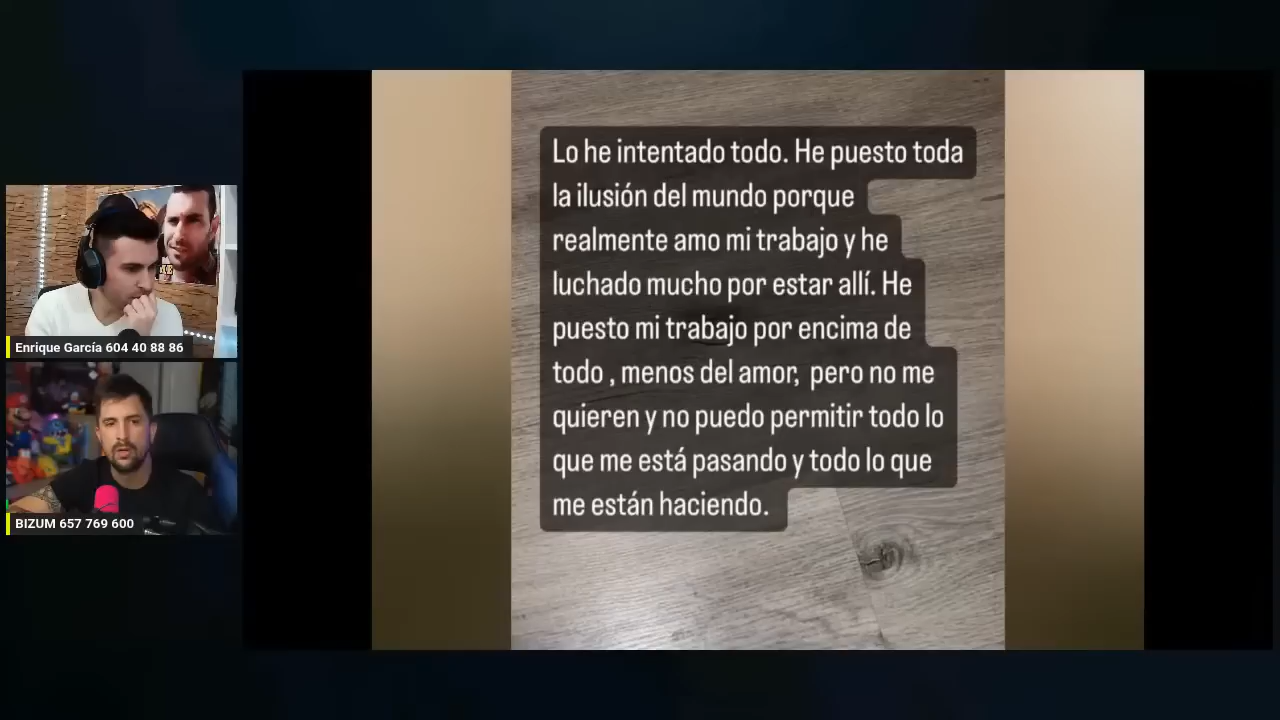 Lo he intentado todo. He puesto toda
la ilusión del mundo porque
realmente amo mi trabajo y he
luchado mucho por estar allí. He
puesto mi trabajo por encima de
todo , menos del amor,  pero no me
quieren y no puedo permitir todo lo
que me está pasando y todo lo que
me están haciendo.
Enrique García 604 40 88 86
BIZUM 657 769 600